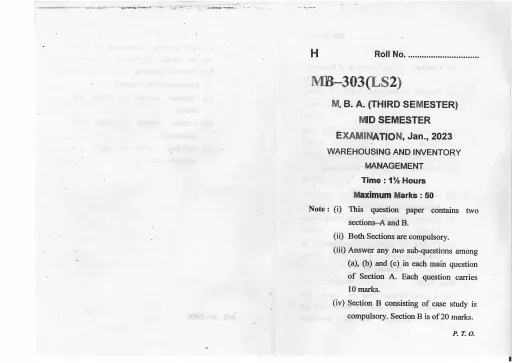 H Roll No. ................................
MB–303(LS2)
M. B. A. (THIRD SEMESTER)
MID SEMESTER
EXAMINATION, Jan., 2023
WAREHOUSING AND INVENTORY
MANAGEMENT
Time : 1½ Hours
Maximum Marks : 50
Note : (i) This question paper contains two
sections–A and B.
(ii) Both Sections are compulsory.
(iii) Answer any two sub-questions among
(a), (b) and (c) in each main question
of Section A. Each question carries
10 marks.
(iv) Section B consisting of case study is
compulsory. Section B is of 20 marks.
P. T. O.